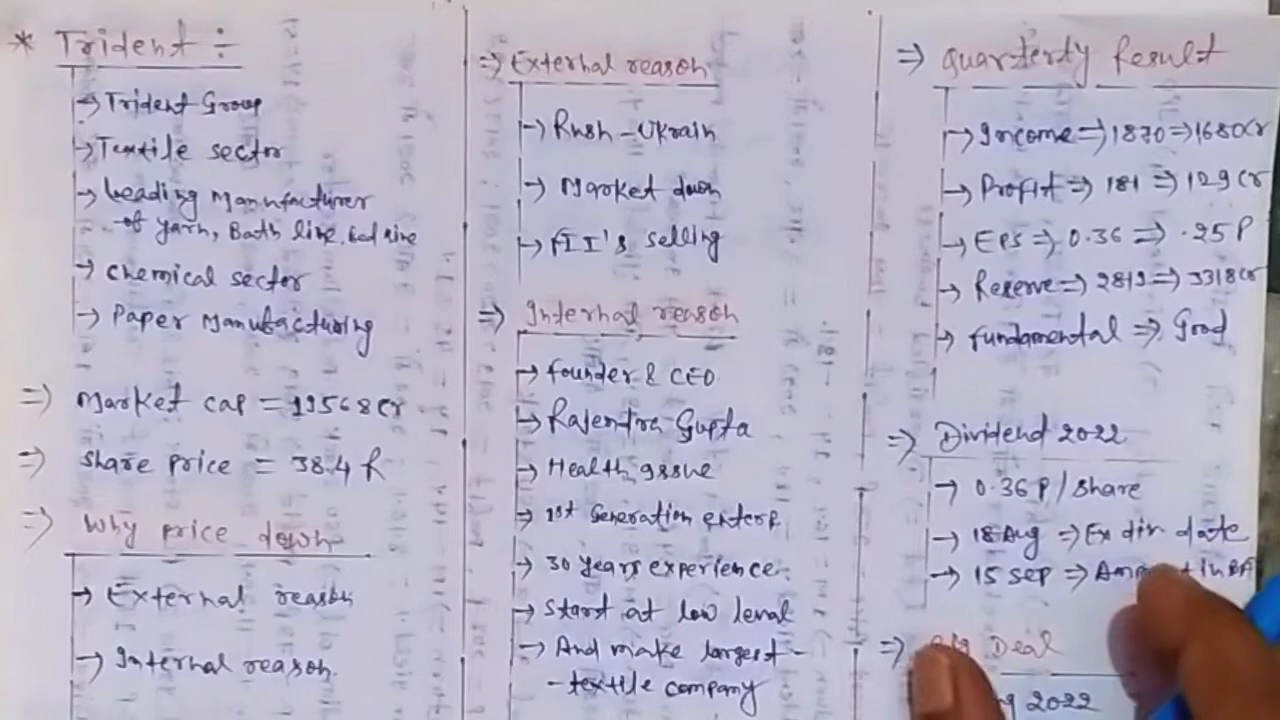 * Trident ÷
→ Trident Group
→ Textile sector
→ Leading Manufacturer
of yarn, Bath line, bed line
→ Chemical sector
→ Paper Manufacturing
⇒ Market cap = 19568 cr
⇒ Share price = 38.4 R
⇒ Why price down
→ External reason
→ Internal reason.
⇒ External reason
→ Rush-Ukrain
→ Market down
→ FII's selling
⇒ Internal reason
→ founder & CEO
→ Rajendra Gupta
→ Health issue
→ 1st Generation enterp.
→ 30 years experience.
→ Start at low leval
→ And make largest -
- textile company
⇒ Quarterly Result
→ Income ⇒ 1870 ⇒ 1680 cr
→ Profit ⇒ 181 ⇒ 129 cr
→ EPS ⇒ 0.36 ⇒ .25 P
→ Reserve ⇒ 2819 ⇒ 3318 cr
→ fundamental ⇒ Good
⇒ Dividend 2022
→ 0.36 P / Share
→ 18 Aug ⇒ Ex div date
→ 15 Sep ⇒ in BA
⇒ Deal
2022